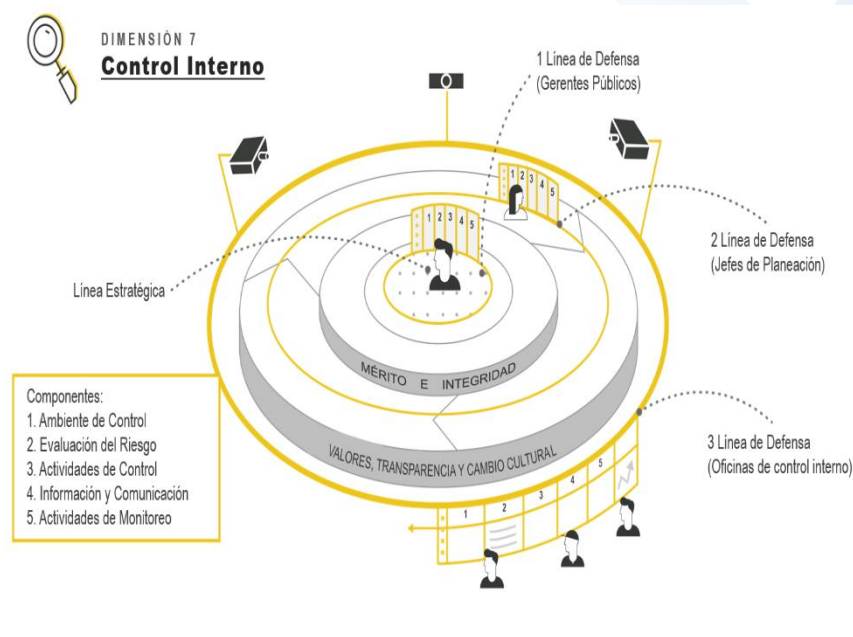 DIMENSIÓN 7
Control Interno
1 Línea de Defensa
(Gerentes Públicos)
1 2 3 4 5
1 2 3 4 5
2 Línea de Defensa
(Jefes de Planeación)
Línea Estratégica
MÉRITO E INTEGRIDAD
VALORES, TRANSPARENCIA Y CAMBIO CULTURAL
Componentes:
1. Ambiente de Control
2. Evaluación del Riesgo
3. Actividades de Control
4. Información y Comunicación
5. Actividades de Monitoreo
3 Línea de Defensa
(Oficinas de control interno)
1 2 3 4 5